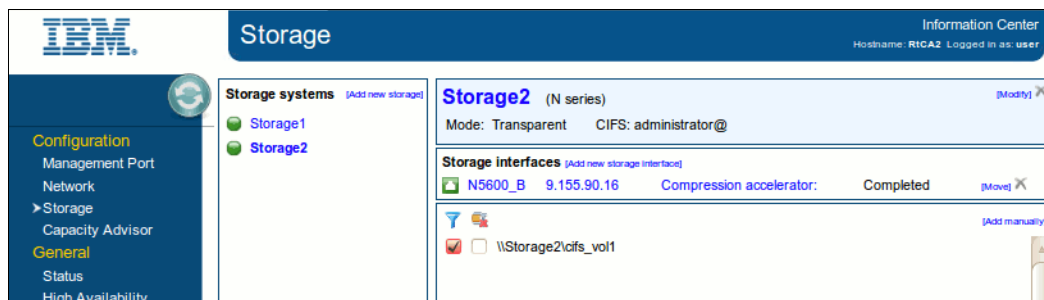 IBM.
Storage
Information Center
Hostname: RtCA2 Logged in as: user
Configuration
Management Port
Network
Storage
Capacity Advisor
General
Status
High Availability
Storage systems [Add new storage]
Storage1
Storage2
Storage2 (N series) [Modify]
Mode: Transparent CIFS: administrator@
Storage interfaces [Add new storage interface]
N5600_B 9.155.90.16 Compression accelerator: Completed [Move]
[Add manually
\\Storage2\cifs_vol1